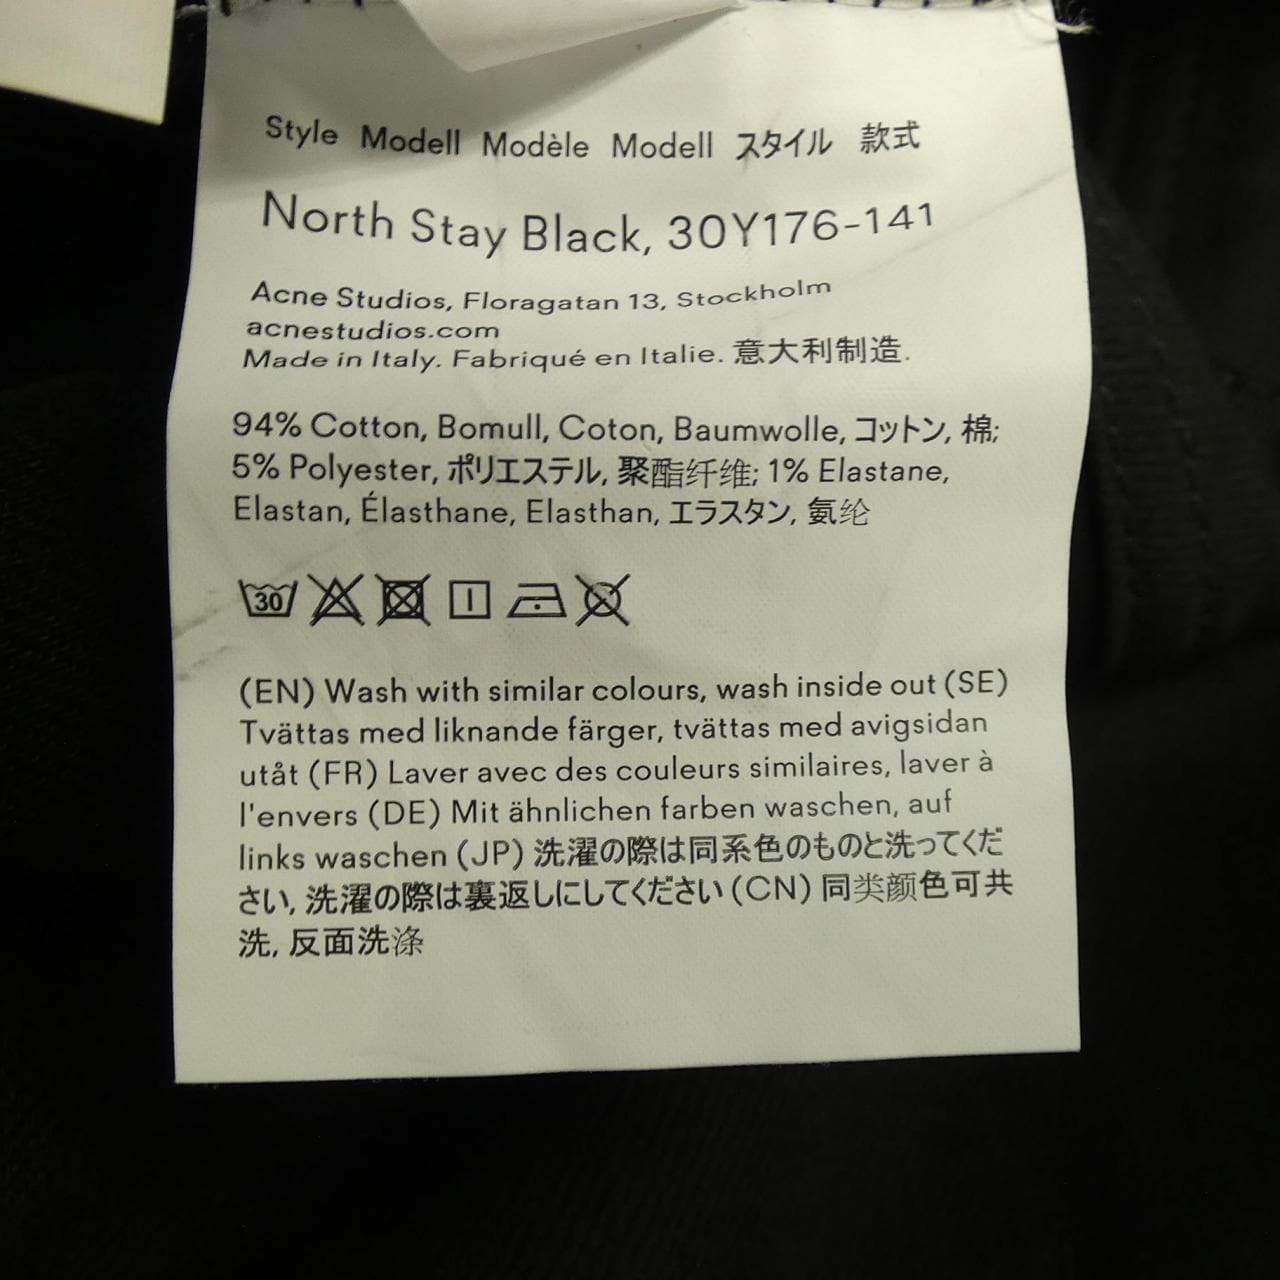 Style Modell Modèle Modell スタイル 款式
North Stay Black, 30Y176-141
Acne Studios, Floragatan 13, Stockholm
acnestudios.com
Made in Italy. Fabriqué en Italie. 意大利制造.
94% Cotton, Bomull, Coton, Baumwolle, コットン, 棉;
5% Polyester, ポリエステル, 聚酯纤维; 1% Elastane,
Elastan, Élasthane, Elasthan, エラスタン, 氨纶
30
(EN) Wash with similar colours, wash inside out (SE)
Tvättas med liknande färger, tvättas med avigsidan
utåt (FR) Laver avec des couleurs similaires, laver à
l'envers (DE) Mit ähnlichen farben waschen, auf
links waschen (JP) 洗濯の際は同系色のものと洗ってくだ
さい, 洗濯の際は裏返しにしてください (CN) 同类颜色可共
洗, 反面洗涤